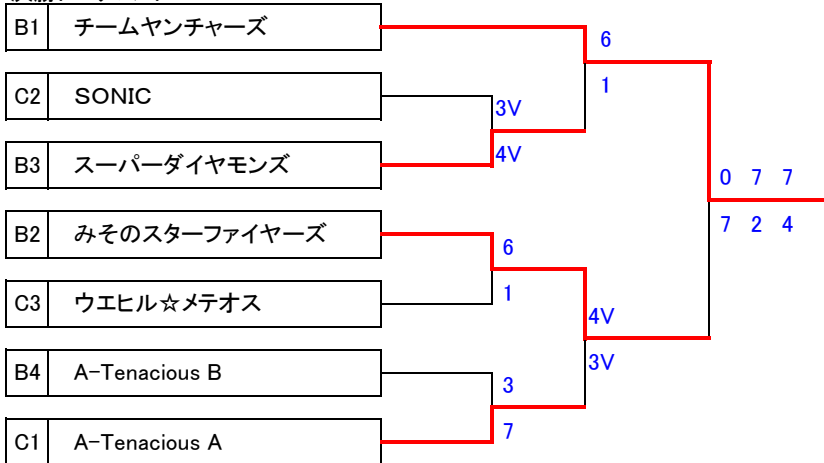 B1 チームヤンチャーズ
6
1
C2 SONIC
3V
4V
B3 スーパーダイヤモンズ
0 7 7
7 2 4
B2 みそのスターファイヤーズ
6
1
C3 ウエヒル☆メテオス
4V
3V
B4 A-Tenacious B
3
7
C1 A-Tenacious A